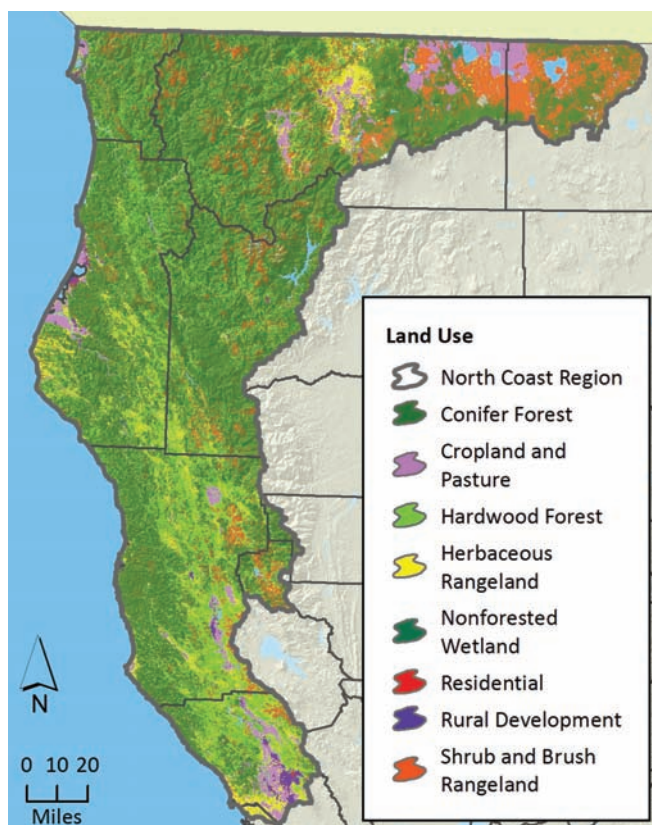 Land Use
North Coast Region
Conifer Forest
Cropland and
Pasture
Hardwood Forest
Herbaceous
Rangeland
Nonforested
Wetland
Residential
Rural Development
Shrub and Brush
Rangeland
N
0 10 20
Miles